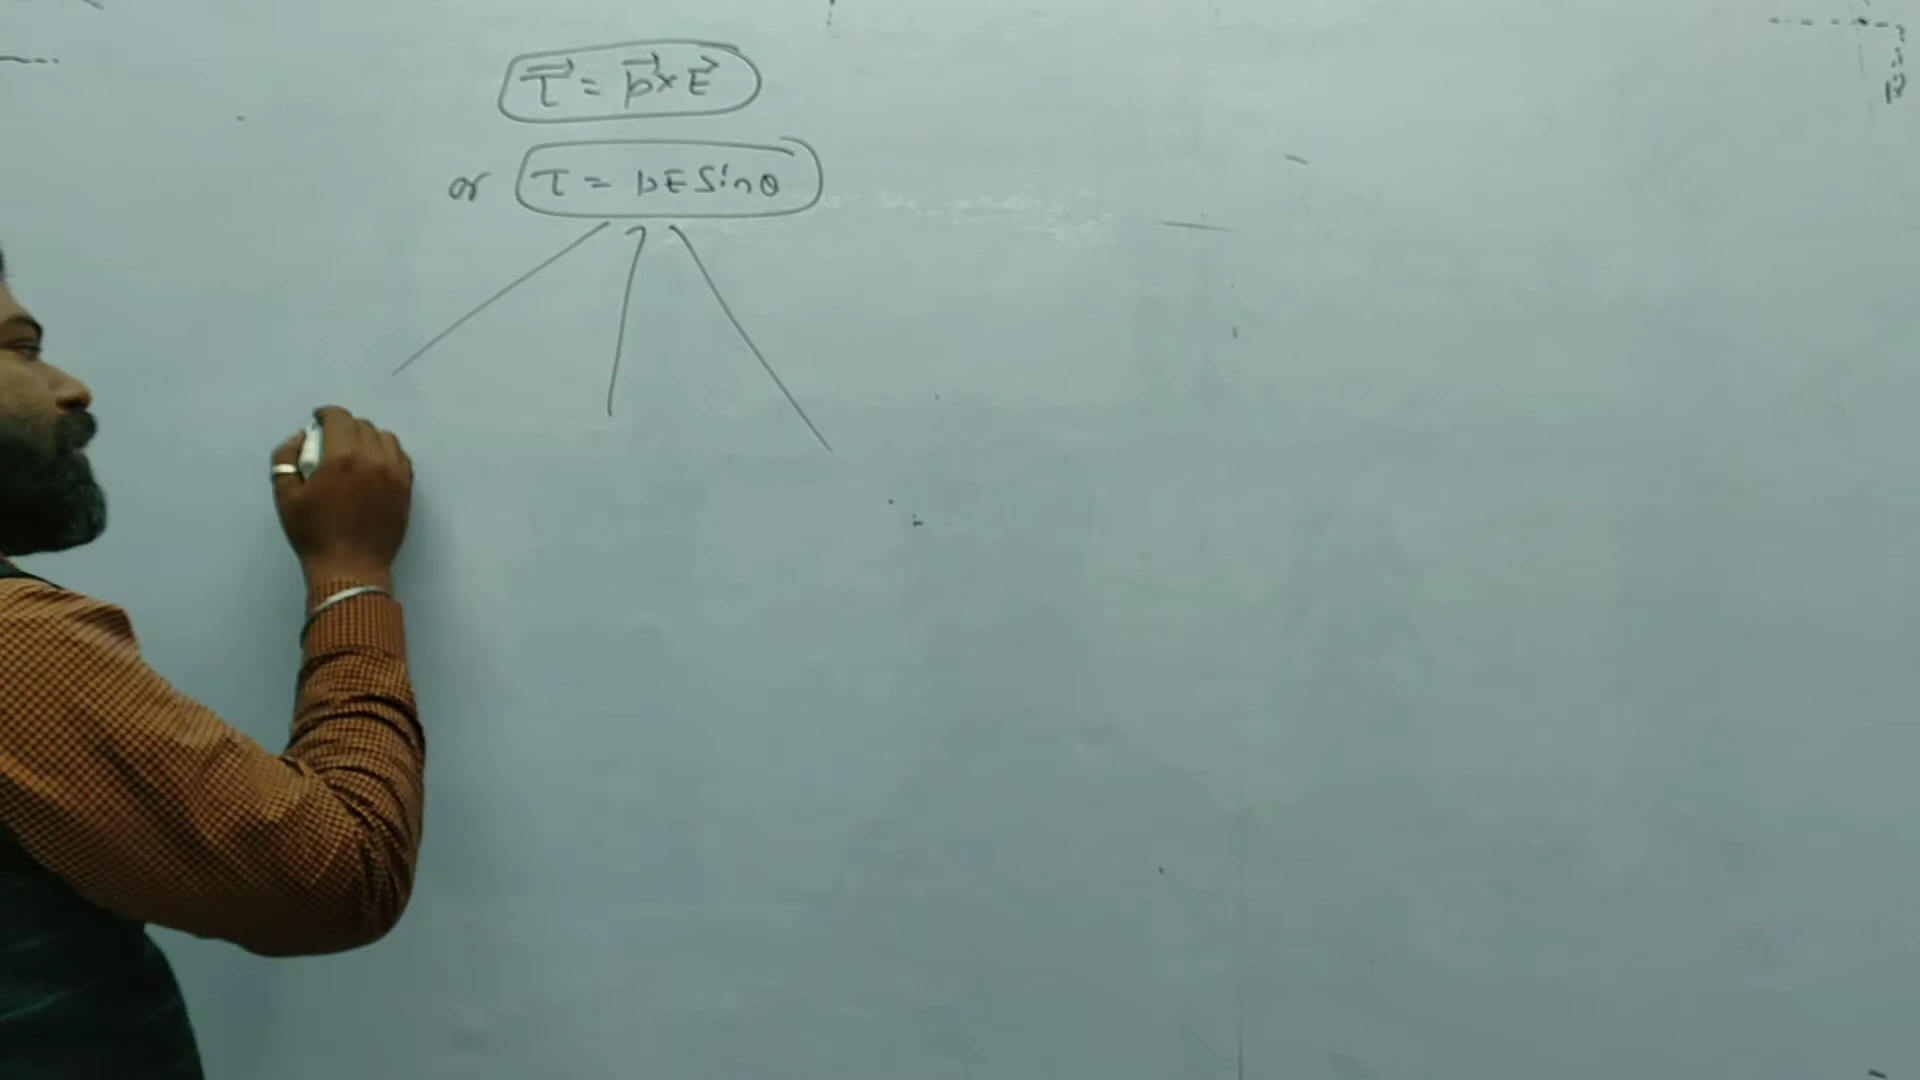 τ⃗ = p⃗ × E⃗
or τ = pE Sinθ